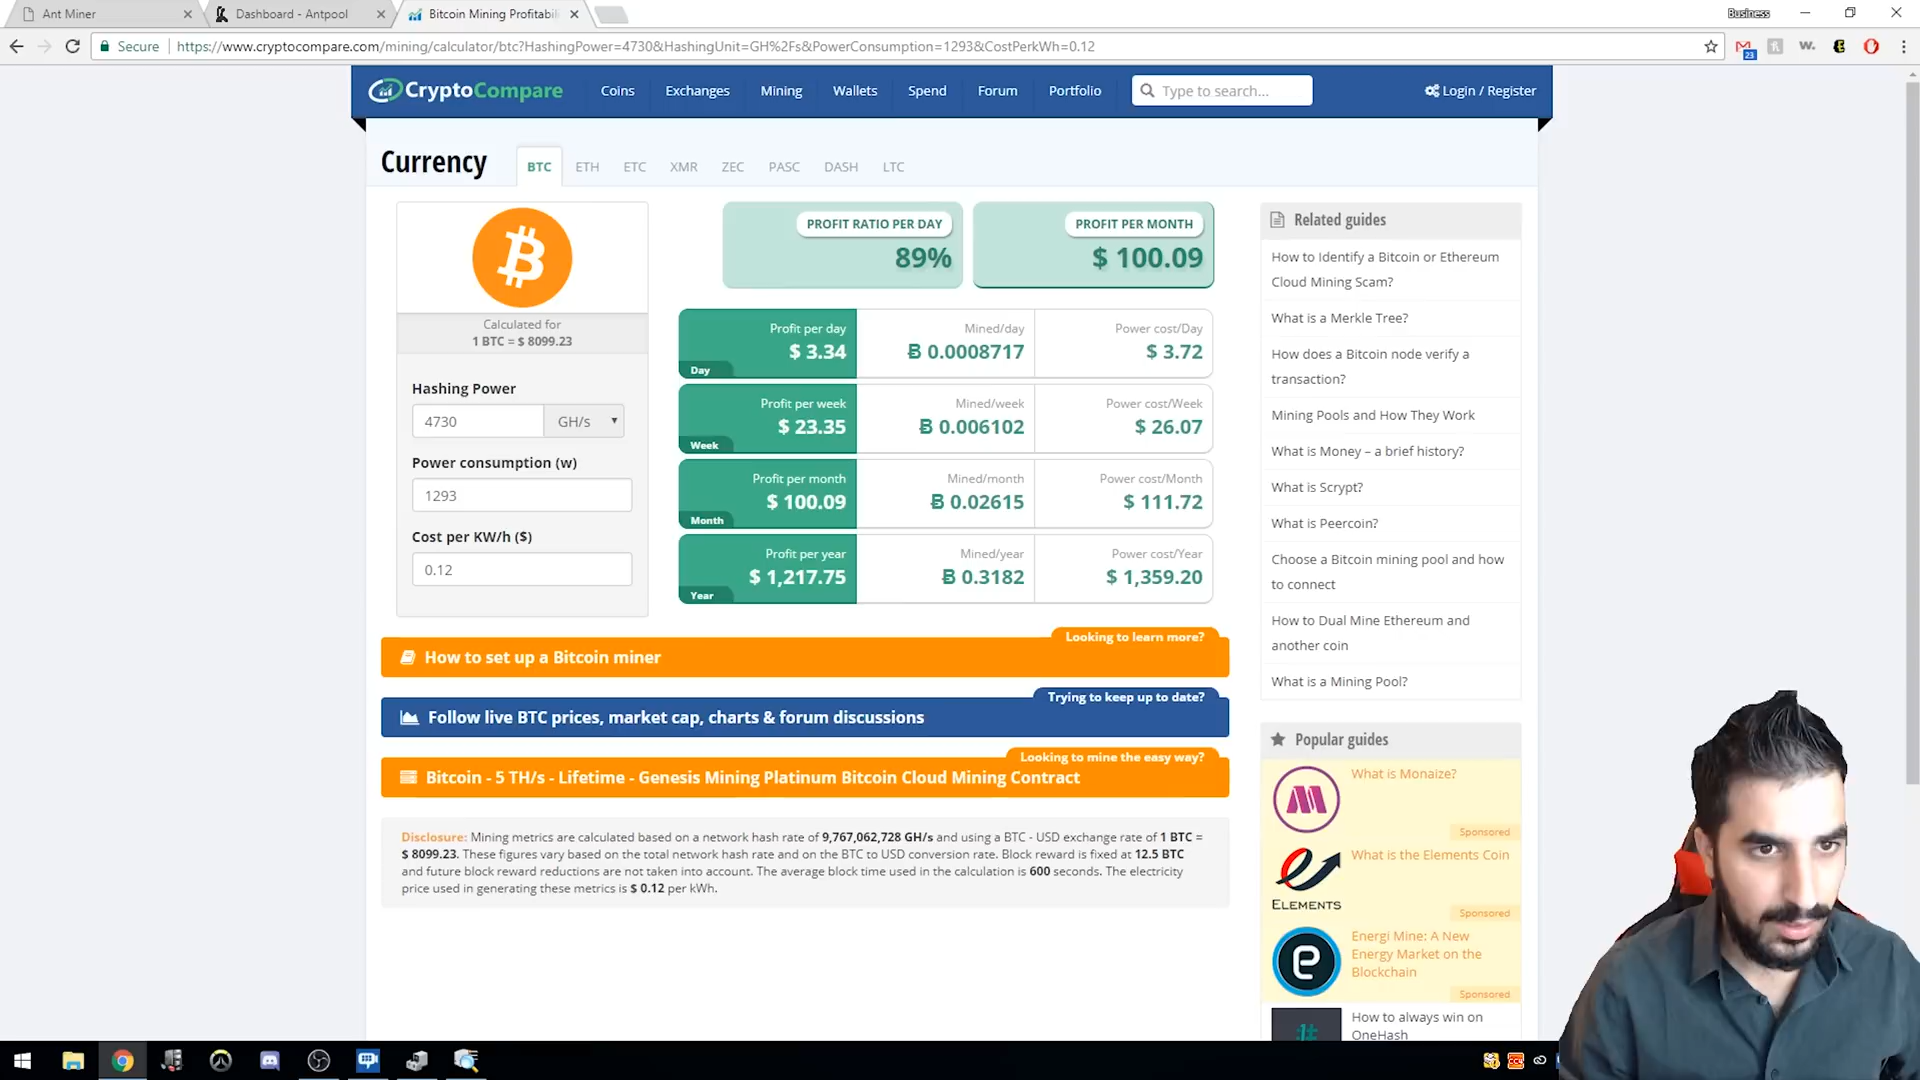 Ant Miner
Dashboard - Antpool
Bitcoin Mining Profitabil
Business
Secure
https://www.cryptocompare.com/mining/calculator/btc?HashingPower=4730&HashingUnit=GH%2Fs&PowerConsumption=1293&CostPerkWh=0.12
23
W.
CryptoCompare
Coins
Exchanges
Mining
Wallets
Spend
Forum
Portfolio
Type to search...
Login / Register
Currency
BTC
ETH
ETC
XMR
ZEC
PASC
DASH
LTC
Calculated for
1 BTC = $ 8099.23
Hashing Power
4730
GH/s
Power consumption (w)
1293
Cost per KW/h ($)
0.12
PROFIT RATIO PER DAY
89%
PROFIT PER MONTH
$ 100.09
Profit per day
$ 3.34
Day
Mined/day
Ƀ 0.0008717
Power cost/Day
$ 3.72
Profit per week
$ 23.35
Week
Mined/week
Ƀ 0.006102
Power cost/Week
$ 26.07
Profit per month
$ 100.09
Month
Mined/month
Ƀ 0.02615
Power cost/Month
$ 111.72
Profit per year
$ 1,217.75
Year
Mined/year
Ƀ 0.3182
Power cost/Year
$ 1,359.20
Looking to learn more?
How to set up a Bitcoin miner
Trying to keep up to date?
Follow live BTC prices, market cap, charts & forum discussions
Looking to mine the easy way?
Bitcoin - 5 TH/s - Lifetime - Genesis Mining Platinum Bitcoin Cloud Mining Contract
Disclosure: Mining metrics are calculated based on a network hash rate of 9,767,062,728 GH/s and using a BTC - USD exchange rate of 1 BTC =
$ 8099.23. These figures vary based on the total network hash rate and on the BTC to USD conversion rate. Block reward is fixed at 12.5 BTC
and future block reward reductions are not taken into account. The average block time used in the calculation is 600 seconds. The electricity
price used in generating these metrics is $ 0.12 per kWh.
Related guides
How to Identify a Bitcoin or Ethereum
Cloud Mining Scam?
What is a Merkle Tree?
How does a Bitcoin node verify a
transaction?
Mining Pools and How They Work
What is Money – a brief history?
What is Scrypt?
What is Peercoin?
Choose a Bitcoin mining pool and how
to connect
How to Dual Mine Ethereum and
another coin
What is a Mining Pool?
Popular guides
What is Monaize?
Sponsored
What is the Elements Coin
ELEMENTS
Sponsored
Energi Mine: A New
Energy Market on the
Blockchain
Sponsored
How to always win on
OneHash